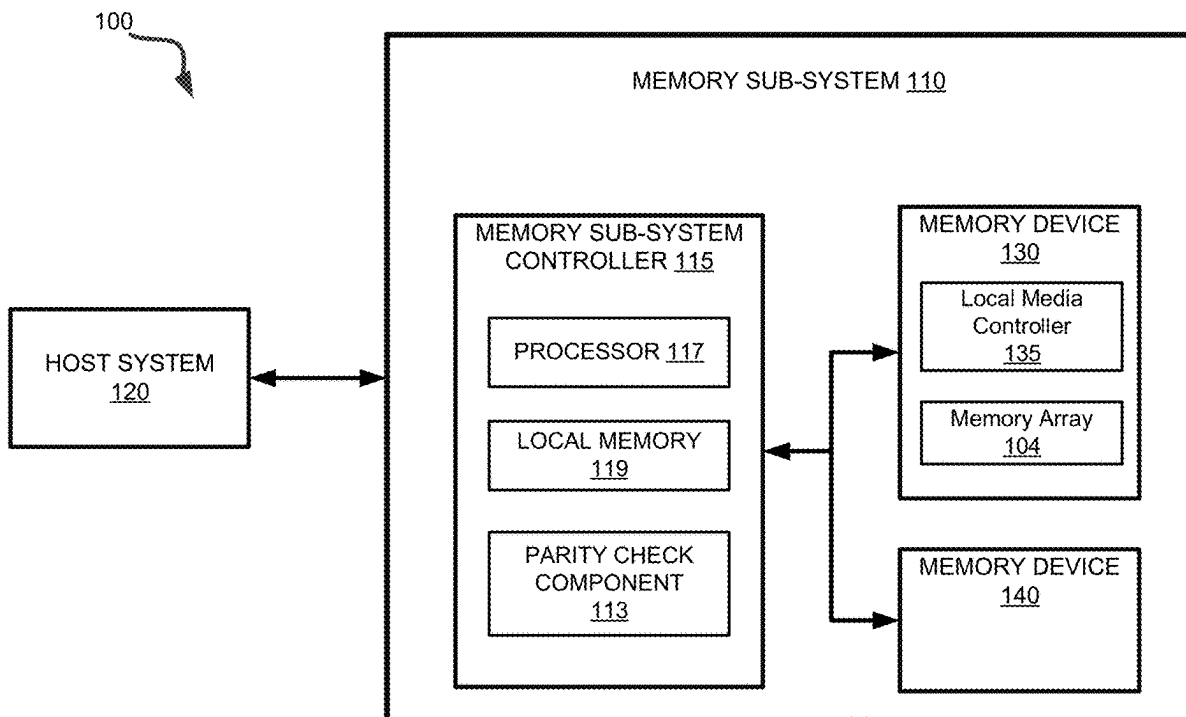 100
MEMORY SUB-SYSTEM 110
MEMORY SUB-SYSTEM
CONTROLLER 115
PROCESSOR 117
LOCAL MEMORY
119
PARITY CHECK
COMPONENT
113
HOST SYSTEM
120
MEMORY DEVICE
130
Local Media
Controller
135
Memory Array
104
MEMORY DEVICE
140